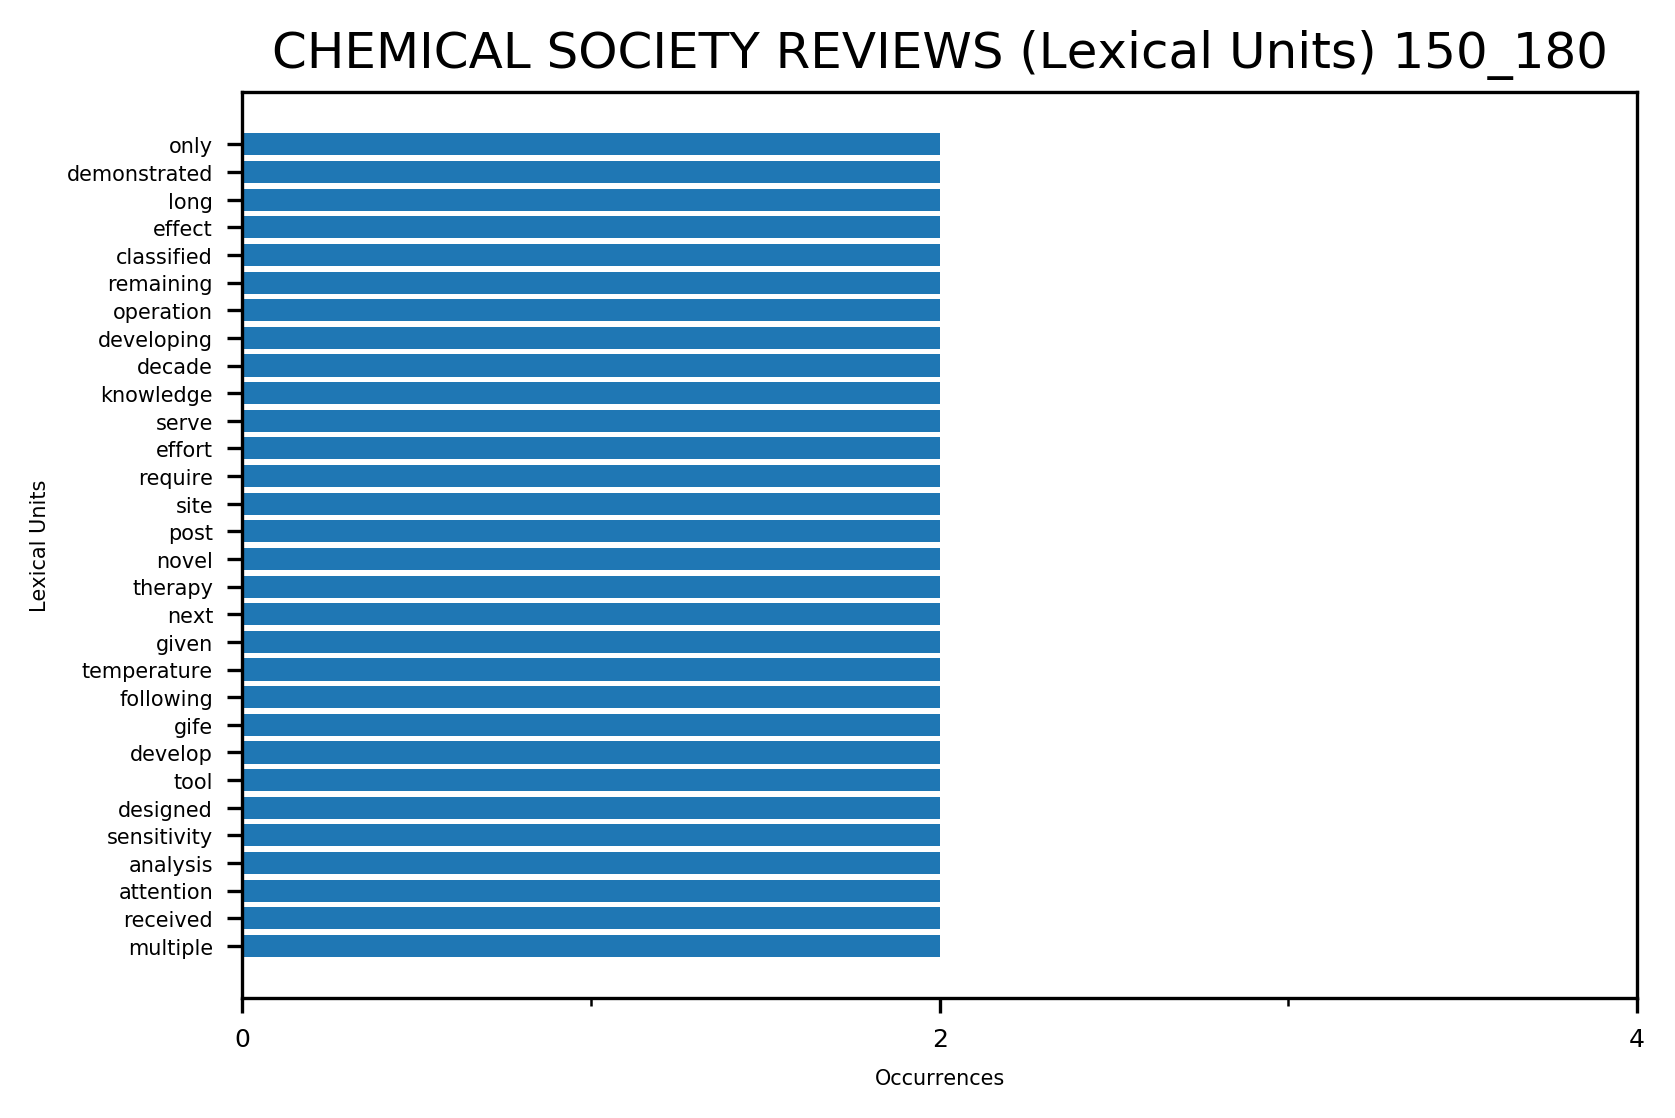 CHEMICAL SOCIETY REVIEWS (Lexical Units) 150_180
only
demonstrated
long
effect
classified
remaining
operation
developing
decade
knowledge
serve
effort
require
site
post
novel
therapy
next
given
temperature
following
gife
develop
tool
designed
sensitivity
analysis
attention
received
multiple
Lexical Units
0 2 4
Occurrences